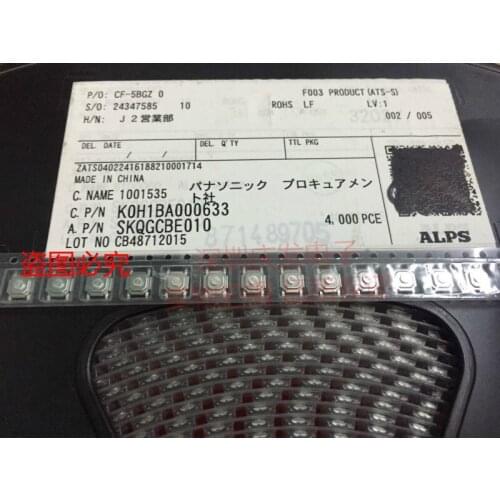 P/O: CF-5BGZ 0
F003 PRODUCT(ATS-S)
S/O: 24347585 10
ROHS LF
LV:1
H/N: J2営業部
002 / 005
DEL. DATE
DEL. Q'TY
TTL PKG
ZATS04022416188210001714
MADE IN CHINA
C. NAME 1001535
パナソニック プロキュアメント社
C. P/N K0H1BA000633
A. P/N SKQGCBE010
4,000 PCE
LOT NO CB48712015
871489705
ALPS
盗图必究